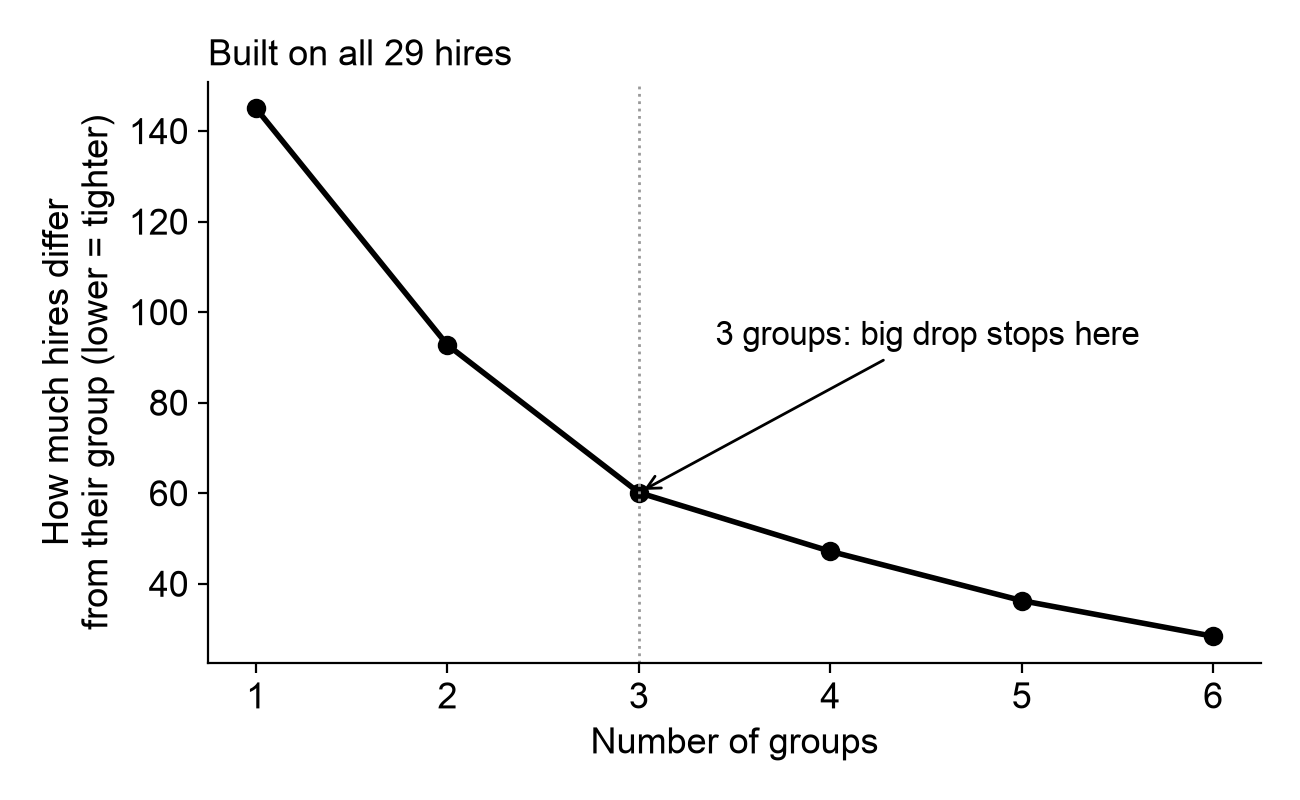 Built on all 29 hires
How much hires differ
from their group (lower = tighter)
140
120
100
80
60
40
3 groups: big drop stops here
1 2 3 4 5 6
Number of groups